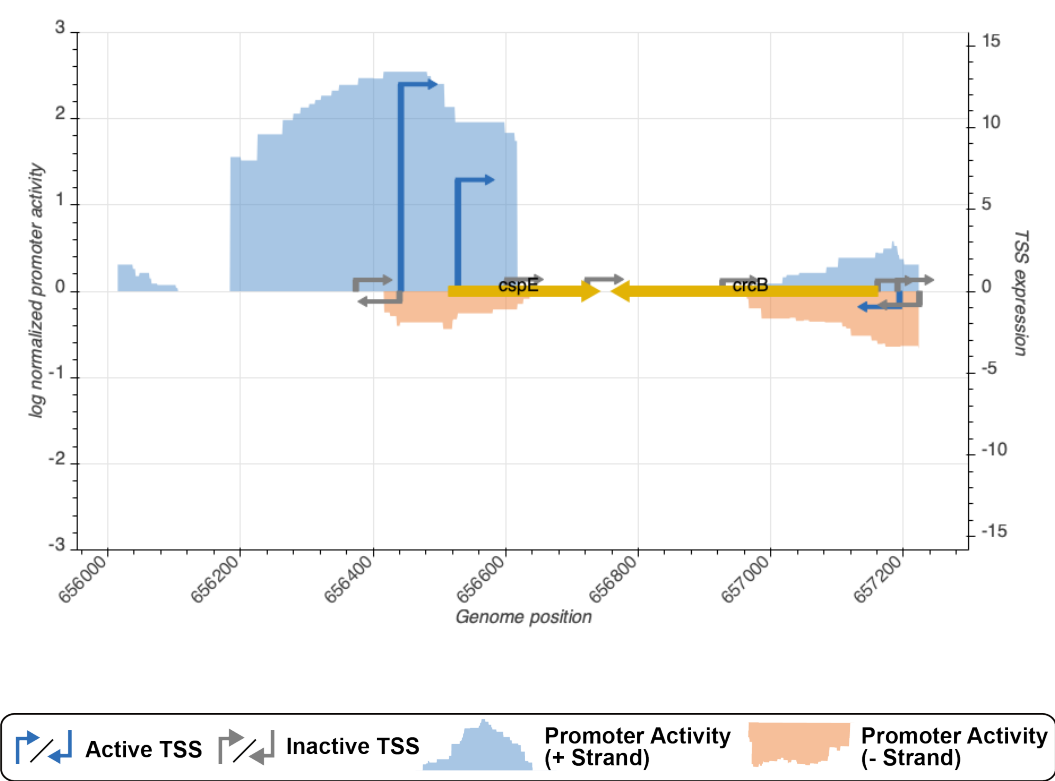 3
2
1
0
-1
-2
-3
log normalized promoter activity
15
10
5
0
-5
-10
-15
TSS expression
cspE
crcB
656000
656200
656400
656600
656800
657000
657200
Genome position
Active TSS
Inactive TSS
Promoter Activity
(+ Strand)
Promoter Activity
(- Strand)